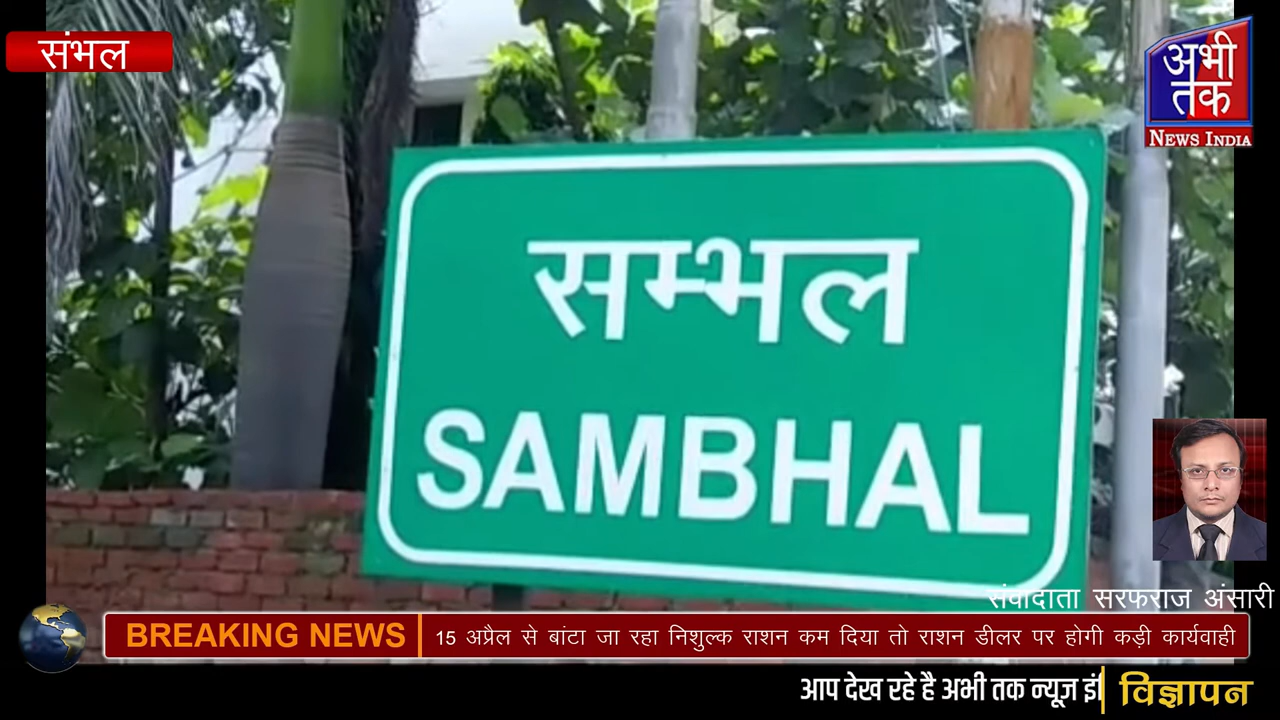 संभल
अभी
तक
NEWS INDIA
सम्भल
SAMBHAL
संवादाता सरफराज अंसारी
BREAKING NEWS
15 अप्रैल से बांटा जा रहा निशुल्क राशन कम दिया तो राशन डीलर पर होगी कड़ी कार्यवाही
आप देख रहे है अभी तक न्यूज़ इं
विज्ञापन